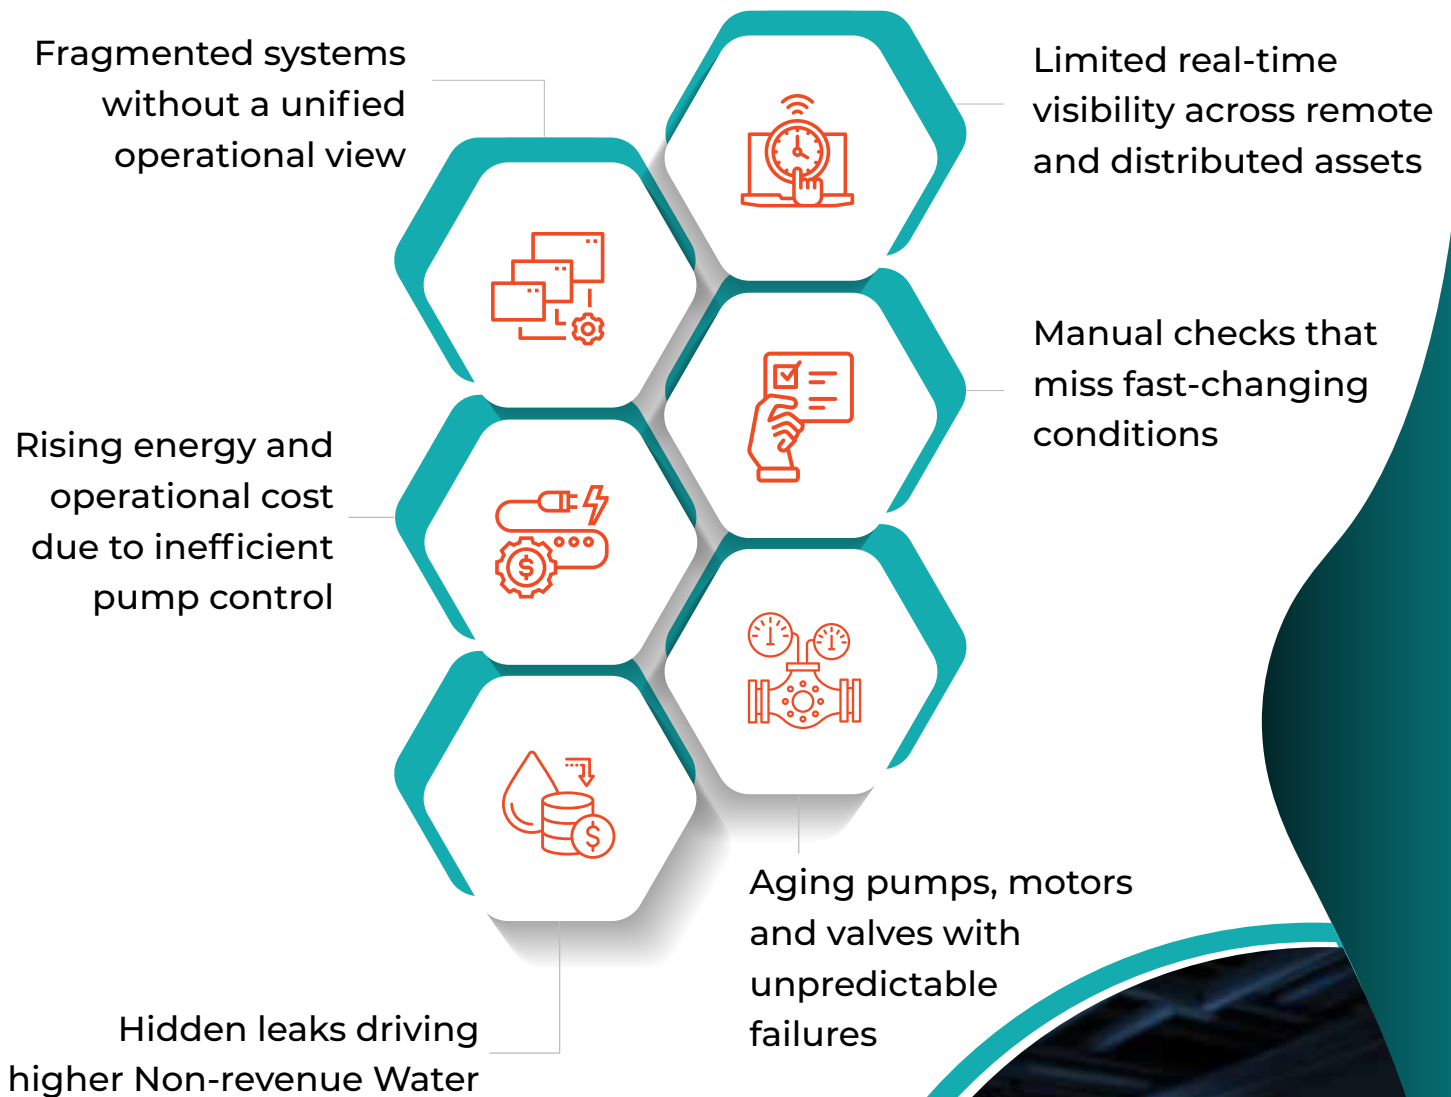 Fragmented systems
without a unified
operational view
Limited real-time
visibility across remote
and distributed assets
Manual checks that
miss fast-changing
conditions
Rising energy and
operational cost
due to inefficient
pump control
Aging pumps, motors
and valves with
unpredictable
failures
Hidden leaks driving
higher Non-revenue Water